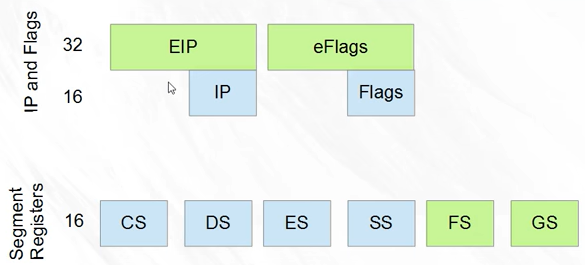 IP and Flags
32
EIP
eFlags
16
IP
Flags
Segment
Registers
16
CS
DS
ES
SS
FS
GS